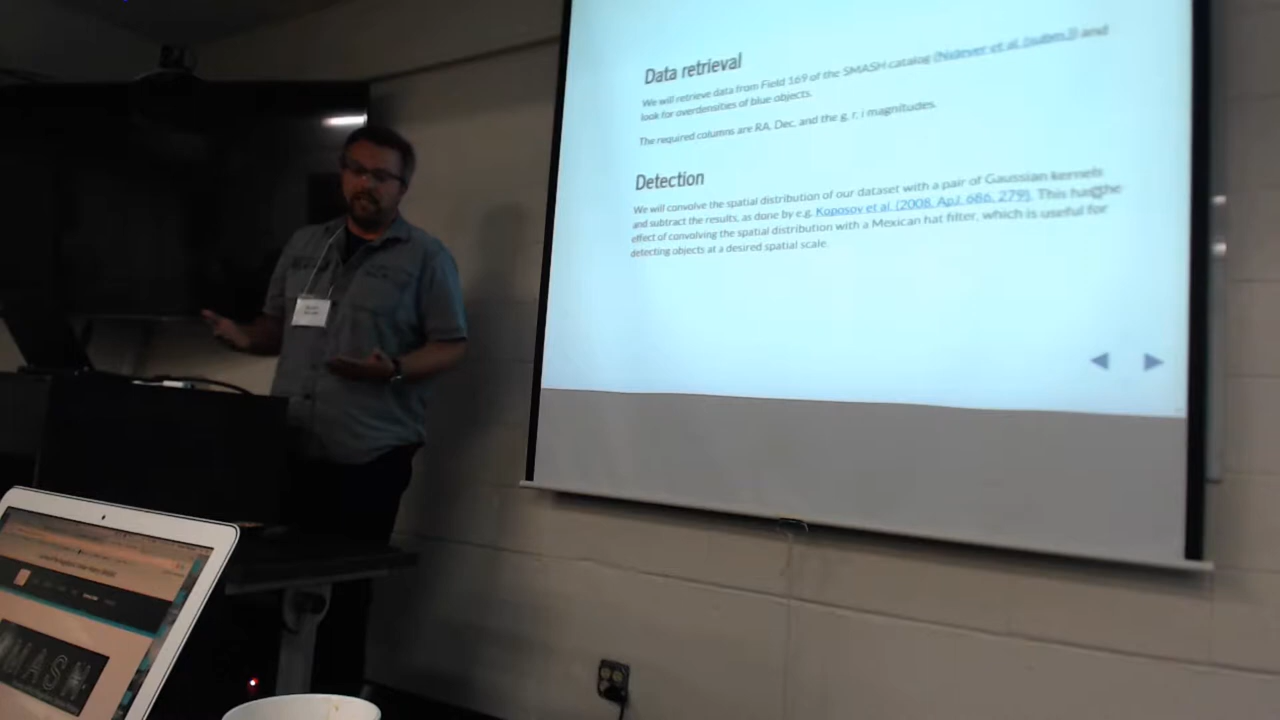 Data retrieval
We will retrieve data from Field 169 of the SMASH catalog (Nidever et al. (subm.)) and
look for overdensities of blue objects.
The required columns are RA, Dec, and the g, r, i magnitudes.
Detection
We will convolve the spatial distribution of our dataset with a pair of Gaussian kernels
and subtract the results, as done by e.g. Koposov et al. (2008, ApJ, 686, 279). This has the
effect of convolving the spatial distribution with a Mexican hat filter, which is useful for
detecting objects at a desired spatial scale.